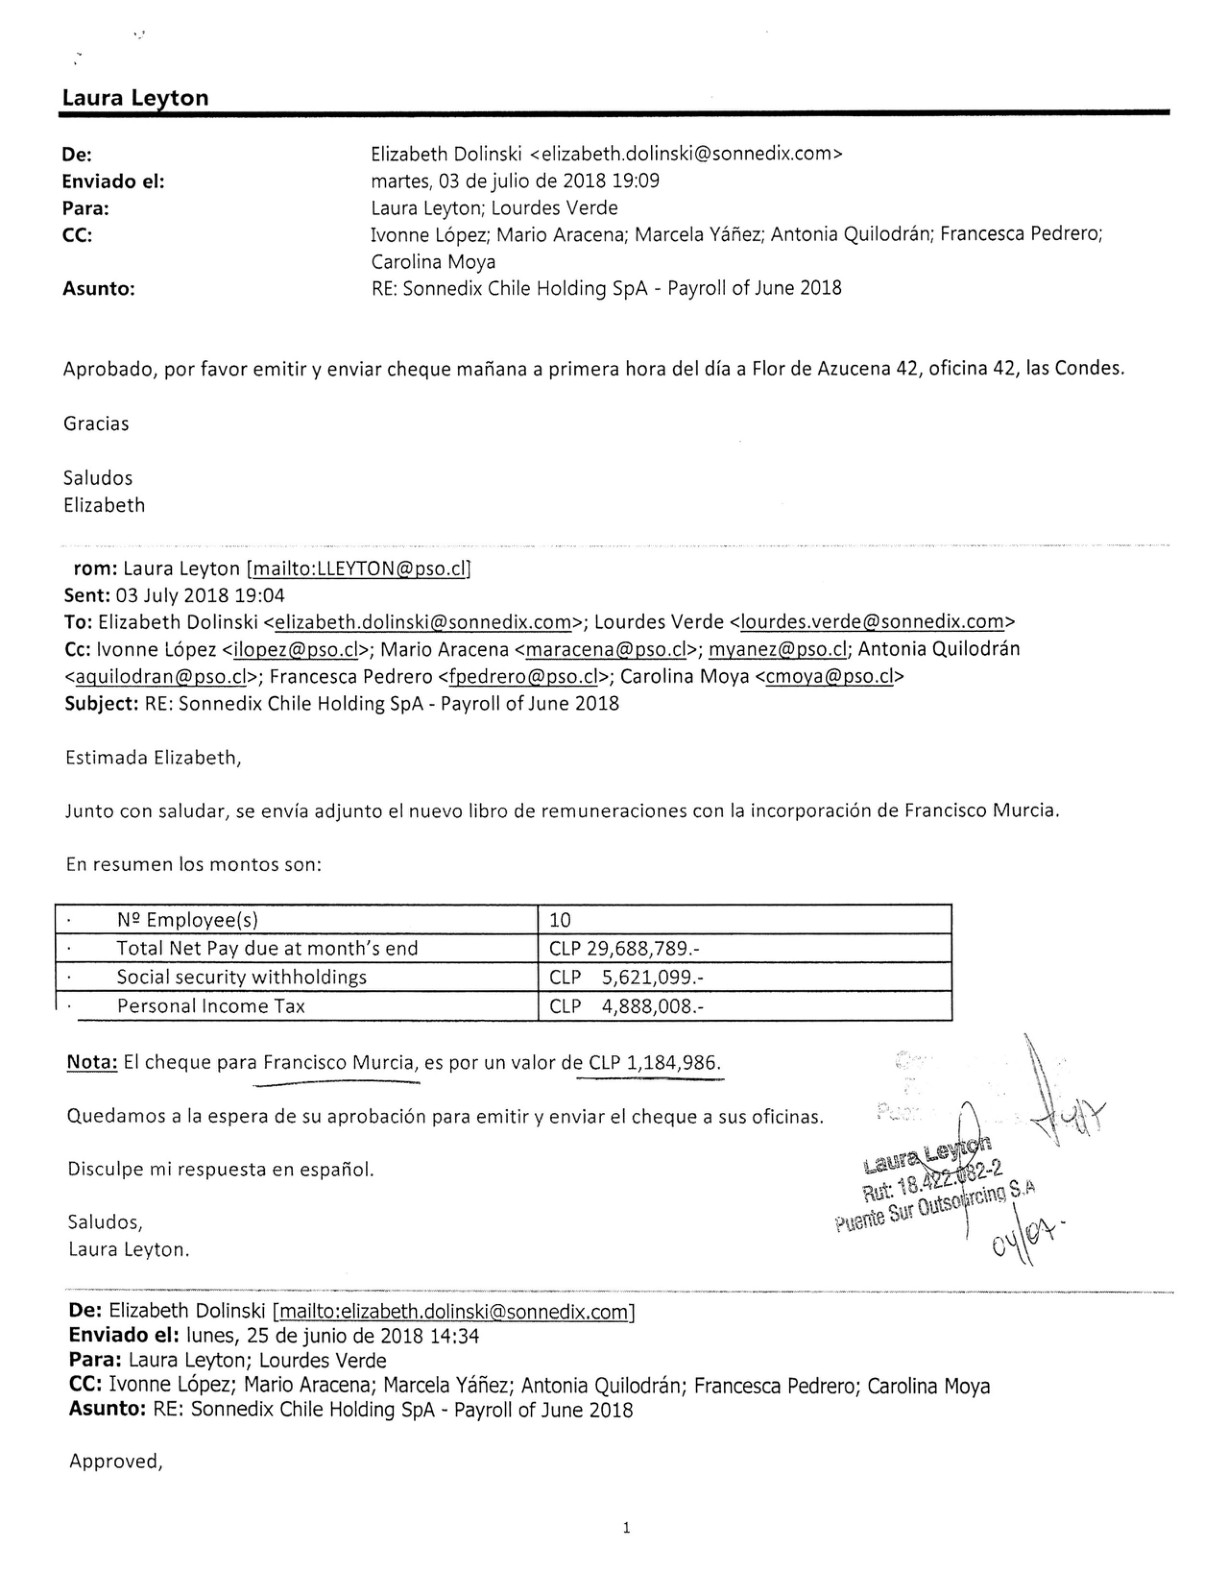 Laura Leyton
De: Elizabeth Dolinski <elizabeth.dolinski@sonnedix.com>
Enviado el: martes, 03 de julio de 2018 19:09
Para: Laura Leyton; Lourdes Verde
CC: Ivonne López; Mario Aracena; Marcela Yáñez; Antonia Quilodrán; Francesca Pedrero;
Carolina Moya
Asunto: RE: Sonnedix Chile Holding SpA - Payroll of June 2018
Aprobado, por favor emitir y enviar cheque mañana a primera hora del día a Flor de Azucena 42, oficina 42, las Condes.
Gracias
Saludos
Elizabeth
rom: Laura Leyton [mailto:LLEYTON@pso.cl]
Sent: 03 July 2018 19:04
To: Elizabeth Dolinski <elizabeth.dolinski@sonnedix.com>; Lourdes Verde <lourdes.verde@sonnedix.com>
Cc: Ivonne López <ilopez@pso.cl>; Mario Aracena <maracena@pso.cl>; myanez@pso.cl; Antonia Quilodrán
<aquilodran@pso.cl>; Francesca Pedrero <fpedrero@pso.cl>; Carolina Moya <cmoya@pso.cl>
Subject: RE: Sonnedix Chile Holding SpA - Payroll of June 2018
Estimada Elizabeth,
Junto con saludar, se envía adjunto el nuevo libro de remuneraciones con la incorporación de Francisco Murcia.
En resumen los montos son:
· Nº Employee(s) 10
· Total Net Pay due at month's end CLP 29,688,789.-
· Social security withholdings CLP 5,621,099.-
· Personal Income Tax CLP 4,888,008.-
Nota: El cheque para Francisco Murcia, es por un valor de CLP 1,184,986.
Quedamos a la espera de su aprobación para emitir y enviar el cheque a sus oficinas.
Disculpe mi respuesta en español.
Laura Leyton
Rut: 18.422.082-2
Puente Sur Outsourcing S.A
04/07.-
Saludos,
Laura Leyton.
De: Elizabeth Dolinski [mailto:elizabeth.dolinski@sonnedix.com]
Enviado el: lunes, 25 de junio de 2018 14:34
Para: Laura Leyton; Lourdes Verde
CC: Ivonne López; Mario Aracena; Marcela Yáñez; Antonia Quilodrán; Francesca Pedrero; Carolina Moya
Asunto: RE: Sonnedix Chile Holding SpA - Payroll of June 2018
Approved,
1